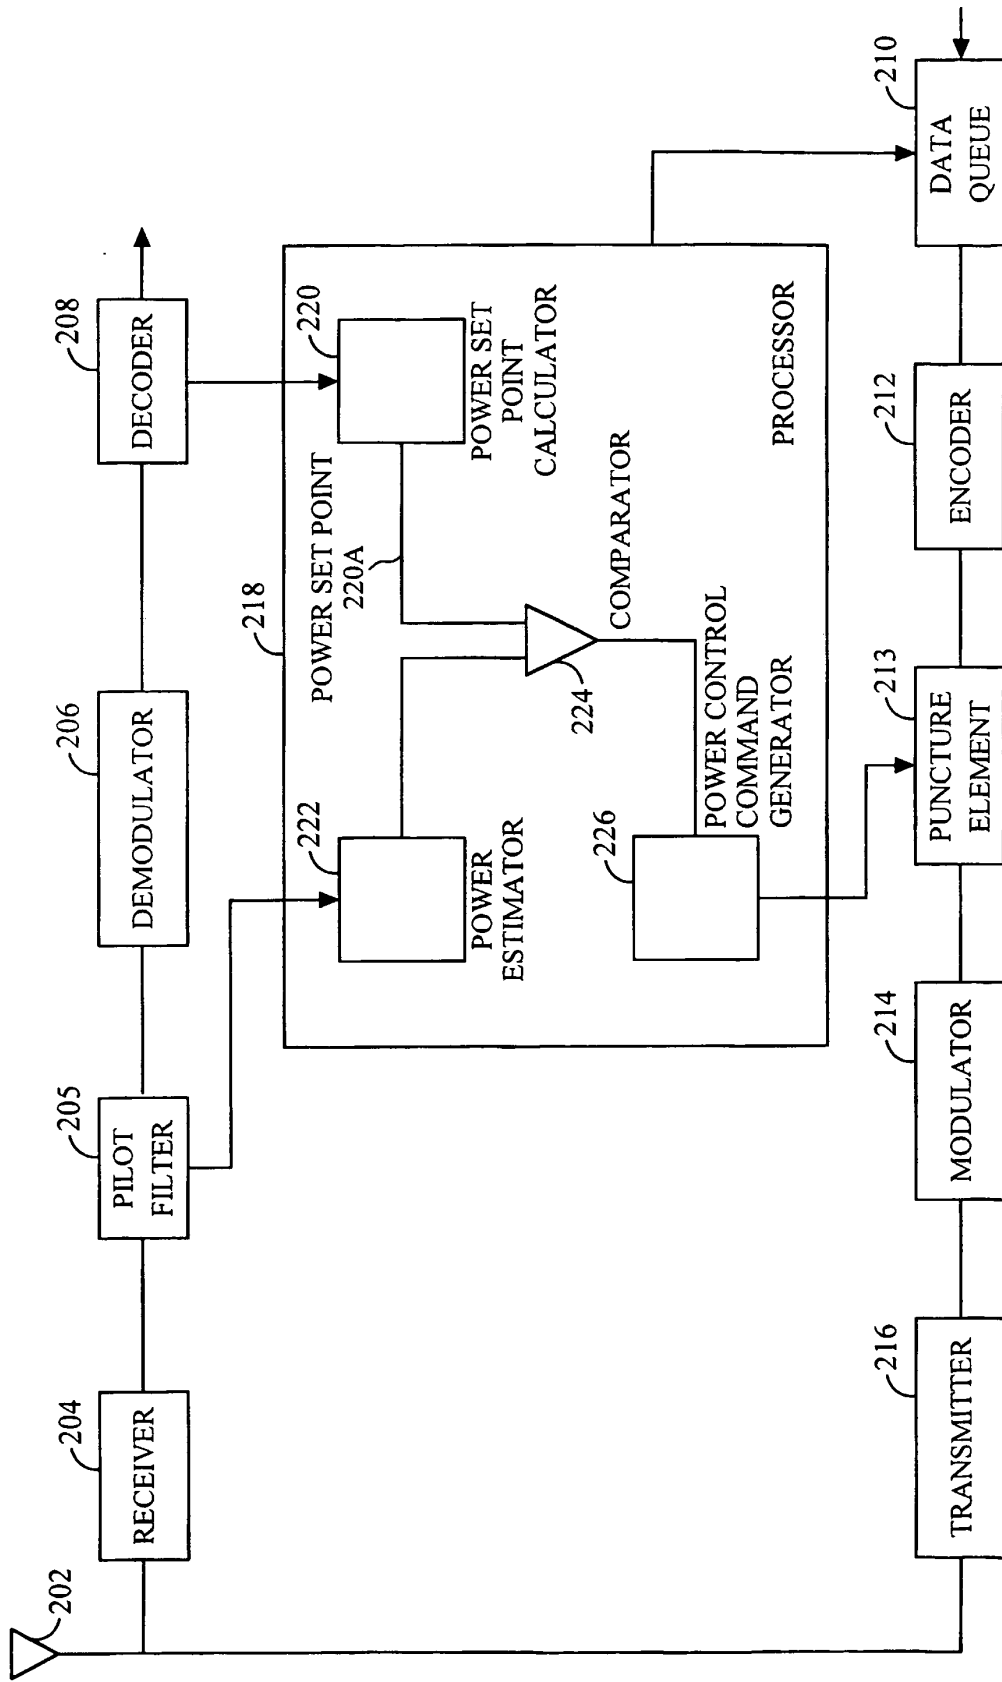 202
204
RECEIVER
205
PILOT
FILTER
206
DEMODULATOR
208
DECODER
218
222
POWER
ESTIMATOR
POWER SET POINT
220A
220
POWER SET
POINT
CALCULATOR
224
COMPARATOR
226
POWER CONTROL
COMMAND
GENERATOR
PROCESSOR
216
TRANSMITTER
214
MODULATOR
213
PUNCTURE
ELEMENT
212
ENCODER
210
DATA
QUEUE